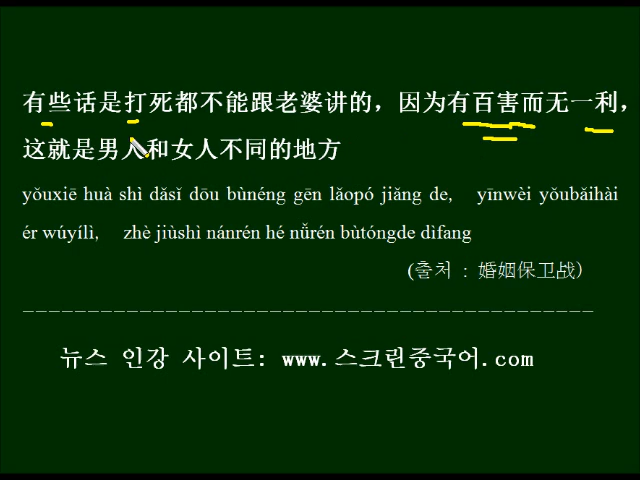 有些话是打死都不能跟老婆讲的，因为有百害而无一利，
这就是男人和女人不同的地方
yǒuxiē huà shì dǎsǐ dōu bùnéng gēn lǎopó jiǎng de, yīnwèi yǒubǎihài
ér wúyílì, zhè jiùshì nánrén hé nǚrén bùtóngde dìfang
(출처 : 婚姻保卫战)
뉴스 인강 사이트: www.스크린중국어.com